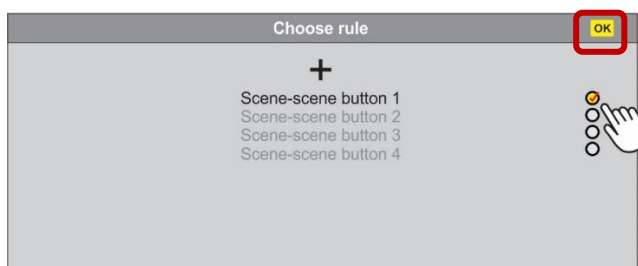 Choose rule
OK
+
Scene-scene button 1
Scene-scene button 2
Scene-scene button 3
Scene-scene button 4